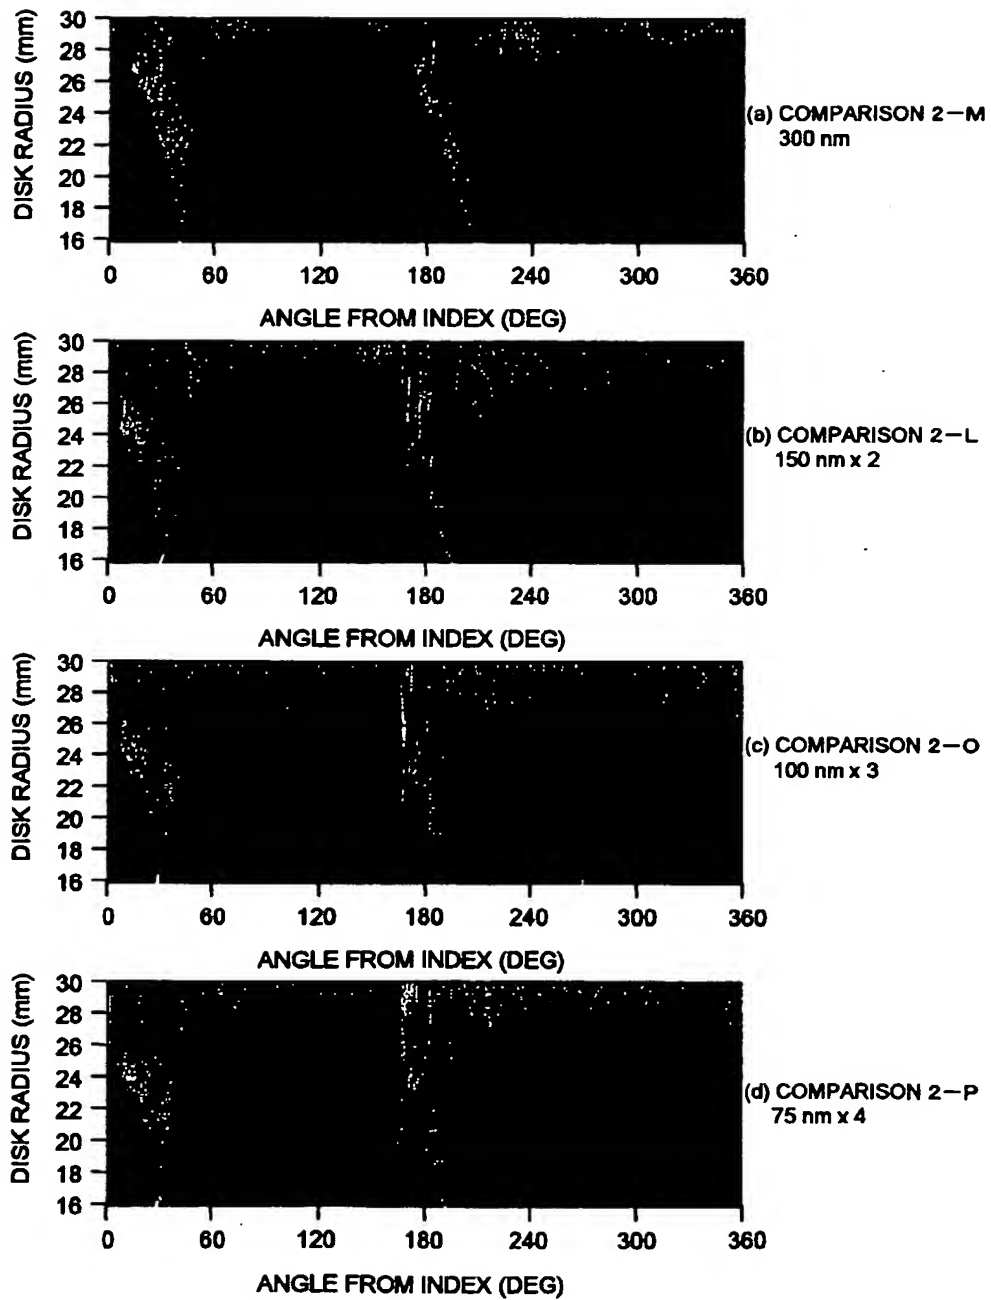 DISK RADIUS (mm)
30
28
26
24
22
20
18
16
0 60 120 180 240 300 360
ANGLE FROM INDEX (DEG)
(a) COMPARISON 2-M
300 nm
DISK RADIUS (mm)
30
28
26
24
22
20
18
16
0 60 120 180 240 300 360
ANGLE FROM INDEX (DEG)
(b) COMPARISON 2-L
150 nm x 2
DISK RADIUS (mm)
30
28
26
24
22
20
18
16
0 60 120 180 240 300 360
ANGLE FROM INDEX (DEG)
(c) COMPARISON 2-O
100 nm x 3
DISK RADIUS (mm)
30
28
26
24
22
20
18
16
0 60 120 180 240 300 360
ANGLE FROM INDEX (DEG)
(d) COMPARISON 2-P
75 nm x 4